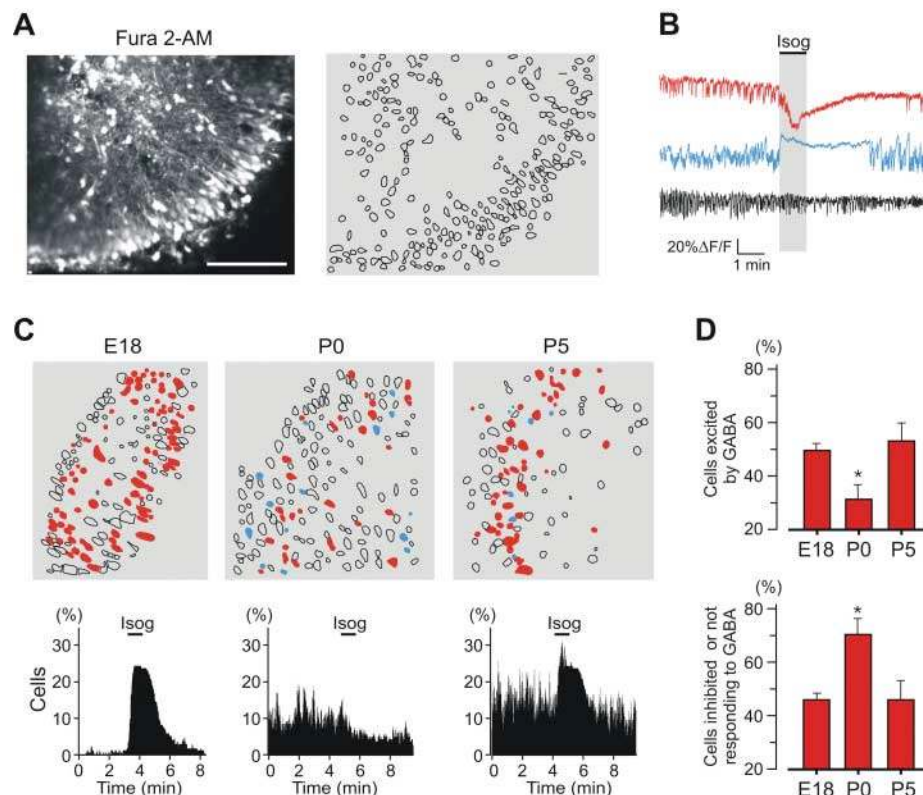 A
Fura 2-AM
B
Isog
20%ΔF/F
1 min
C
E18
P0
P5
(%)
30
20
10
0
Cells
Isog
0 2 4 6 8
Time (min)
(%)
30
20
10
0
Isog
0 2 4 6 8
Time (min)
(%)
30
20
10
0
Isog
0 2 4 6 8
Time (min)
D
(%)
80
60
40
20
Cells excited
by GABA
*
E18 P0 P5
(%)
80
60
40
20
Cells inhibited or not
responding to GABA
*
E18 P0 P5